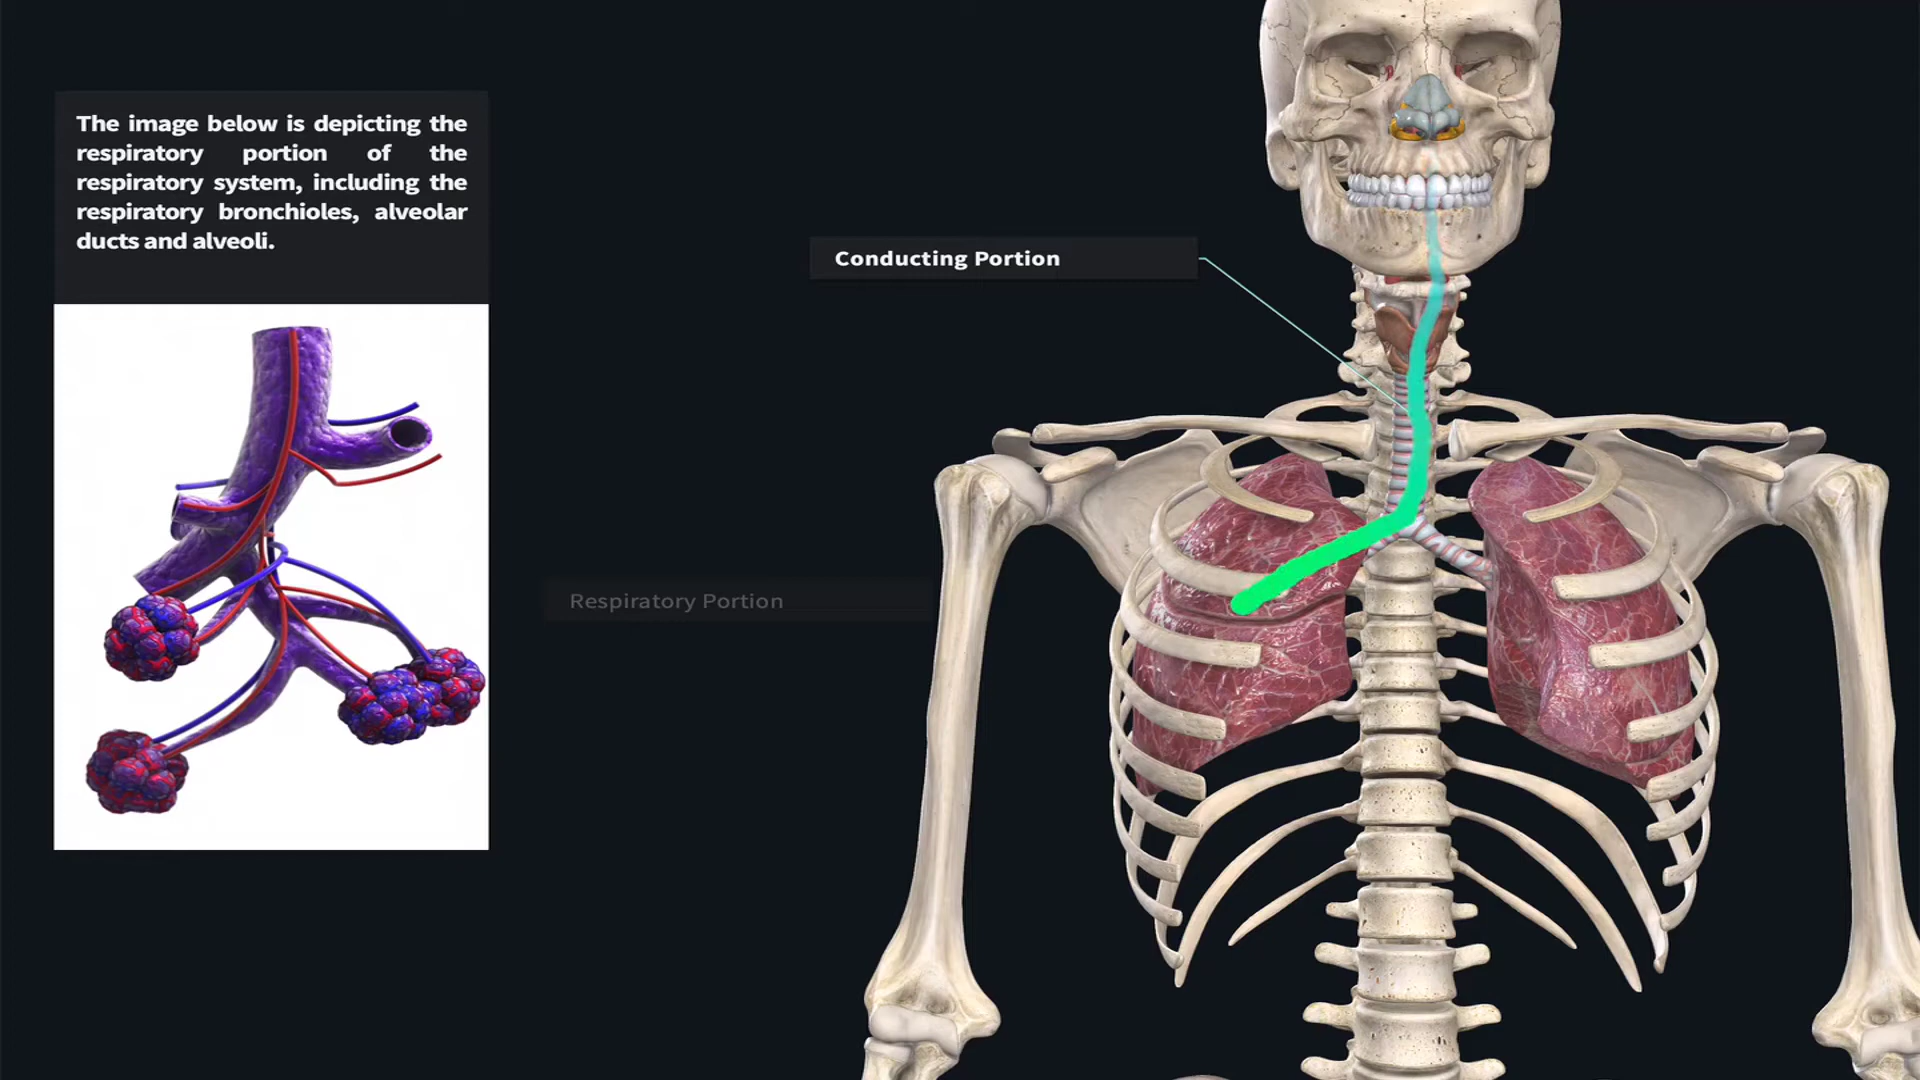 The image below is depicting the
respiratory portion of the
respiratory system, including the
respiratory bronchioles, alveolar
ducts and alveoli.
Conducting Portion
Respiratory Portion